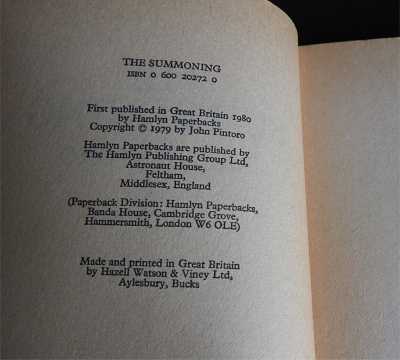 THE SUMMONING
ISBN 0 600 20272 0
First published in Great Britain 1980
by Hamlyn Paperbacks
Copyright © 1979 by John Pintoro
Hamlyn Paperbacks are published by
The Hamlyn Publishing Group Ltd,
Astronaut House,
Feltham,
Middlesex, England
(Paperback Division: Hamlyn Paperbacks,
Banda House, Cambridge Grove,
Hammersmith, London W6 OLE)
Made and printed in Great Britain
by Hazell Watson & Viney Ltd,
Aylesbury, Bucks